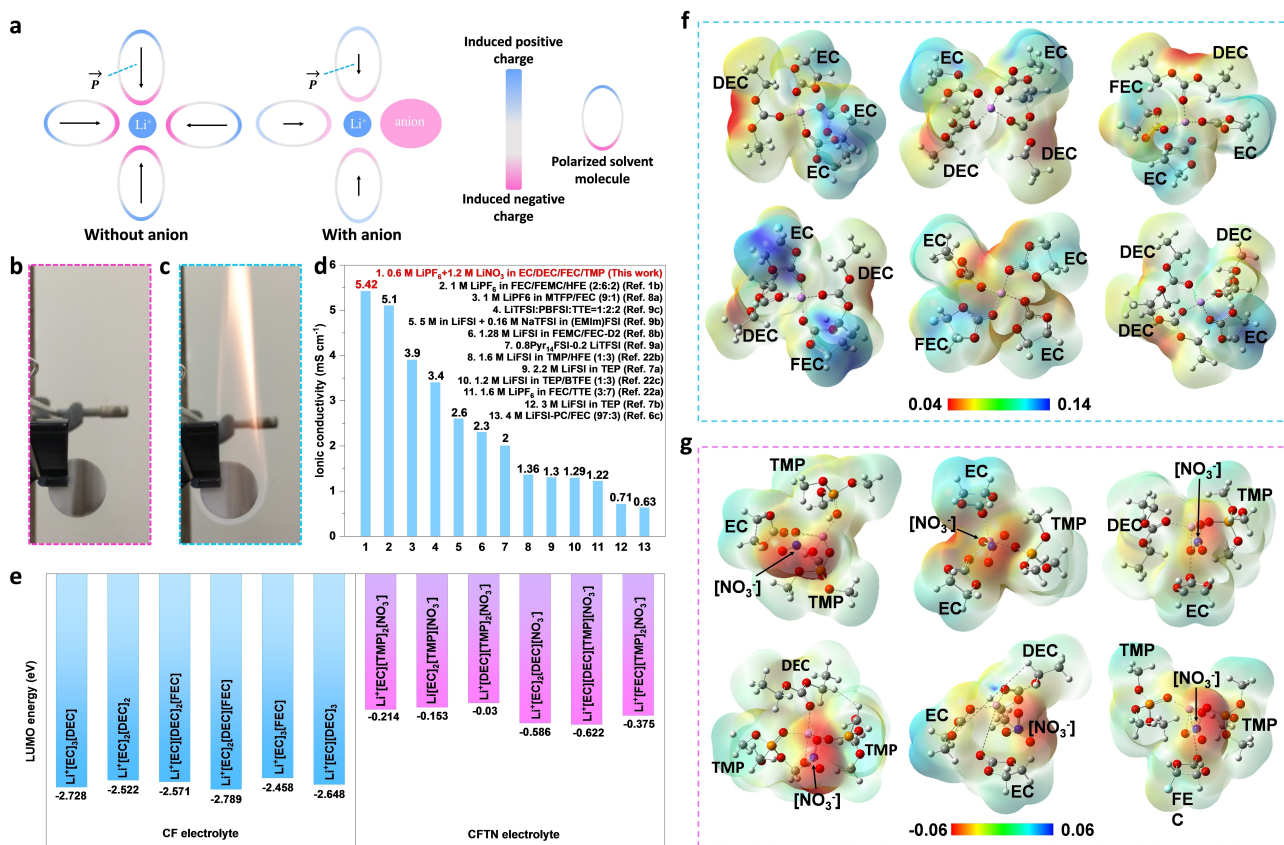 a
P
Li⁺
Without anion
P
Li⁺
anion
With anion
Induced positive
charge
Induced negative
charge
Polarized solvent
molecule
b
c
d
Ionic conductivity (mS cm⁻¹)
6
5
4
3
2
1
0
1. 0.6 M LiPF₆+1.2 M LiNO₃ in EC/DEC/FEC/TMP (This work)
2. 1 M LiPF₆ in FEC/FEMC/HFE (2:6:2) (Ref. 1b)
3. 1 M LiPF6 in MTFP/FEC (9:1) (Ref. 8a)
4. LiTFSI:PBFSI:TTE=1:2:2 (Ref. 9c)
5. 5 M in LiFSI + 0.16 M NaTFSI in (EMIm)FSI (Ref. 9b)
6. 1.28 M LiFSI in FEMC/FEC-D2 (Ref. 8b)
7. 0.8Pyr₁₄FSI-0.2 LiTFSI (Ref. 9a)
8. 1.6 M LiFSI in TMP/HFE (1:3) (Ref. 22b)
9. 2.2 M LiFSI in TEP (Ref. 7a)
10. 1.2 M LiFSI in TEP/BTFE (1:3) (Ref. 22c)
11. 1.6 M LiPF₆ in FEC/TTE (3:7) (Ref. 22a)
12. 3 M LiFSI in TEP (Ref. 7b)
13. 4 M LiFSI-PC/FEC (97:3) (Ref. 6c)
5.42
5.1
3.9
3.4
2.6
2.3
2
1.36
1.3
1.29
1.22
0.71
0.63
1 2 3 4 5 6 7 8 9 10 11 12 13
e
LUMO energy (eV)
Li⁺[EC]₃[DEC]
-2.728
Li⁺[EC]₂[DEC]₂
-2.522
Li⁺[EC][DEC]₂[FEC]
-2.571
Li⁺[EC]₂[DEC][FEC]
-2.789
Li⁺[EC]₃[FEC]
-2.458
Li⁺[EC][DEC]₃
-2.648
CF electrolyte
Li⁺[EC][TMP]₂[NO₃⁻]
-0.214
Li[EC]₂[TMP][NO₃⁻]
-0.153
Li⁺[DEC][TMP]₂[NO₃⁻]
-0.03
Li⁺[EC]₂[DEC][NO₃⁻]
-0.586
Li⁺[EC][DEC][TMP][NO₃⁻]
-0.622
Li⁺[FEC][TMP]₂[NO₃⁻]
-0.375
CFTN electrolyte
f
DEC
EC
EC
EC
EC
EC
DEC
DEC
DEC
FEC
EC
EC
EC
DEC
DEC
FEC
EC
EC
FEC
EC
DEC
DEC
DEC
EC
0.04
0.14
g
TMP
EC
[NO₃⁻]
TMP
EC
[NO₃⁻]
TMP
EC
[NO₃⁻]
TMP
DEC
EC
DEC
TMP
TMP
[NO₃⁻]
DEC
EC
[NO₃⁻]
EC
TMP
[NO₃⁻]
TMP
FE
C
-0.06
0.06